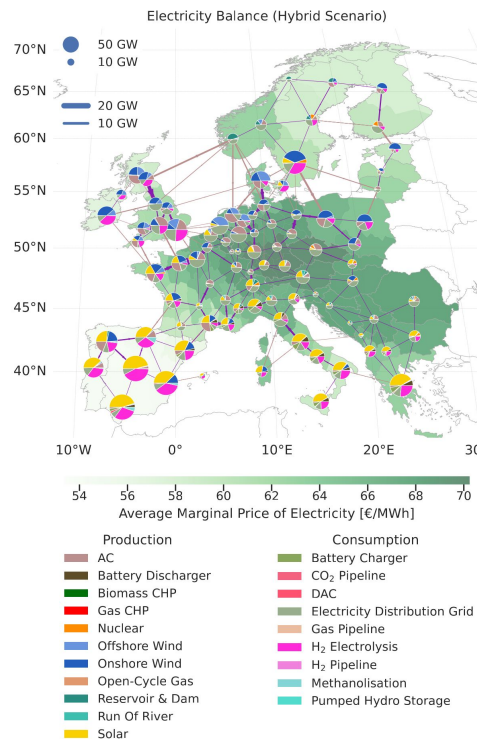 Electricity Balance (Hybrid Scenario)
50 GW
10 GW
20 GW
10 GW
70°N
65°N
60°N
55°N
50°N
45°N
40°N
10°W
0°
10°E
20°E
30
54
56
58
60
62
64
66
68
70
Average Marginal Price of Electricity [€/MWh]
Production
AC
Battery Discharger
Biomass CHP
Gas CHP
Nuclear
Offshore Wind
Onshore Wind
Open-Cycle Gas
Reservoir & Dam
Run Of River
Solar
Consumption
Battery Charger
CO₂ Pipeline
DAC
Electricity Distribution Grid
Gas Pipeline
H₂ Electrolysis
H₂ Pipeline
Methanolisation
Pumped Hydro Storage